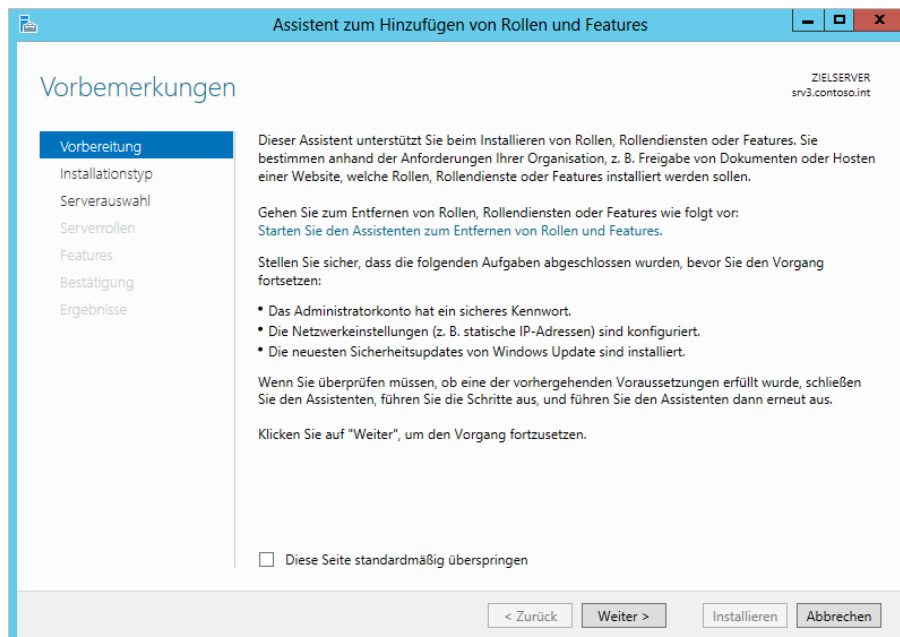 Assistent zum Hinzufügen von Rollen und Features
Vorbemerkungen
ZIELSERVER
srv3.contoso.int
Vorbereitung
Installationstyp
Serverauswahl
Serverrollen
Features
Bestätigung
Ergebnisse
Dieser Assistent unterstützt Sie beim Installieren von Rollen, Rollendiensten oder Features. Sie
bestimmen anhand der Anforderungen Ihrer Organisation, z. B. Freigabe von Dokumenten oder Hosten
einer Website, welche Rollen, Rollendienste oder Features installiert werden sollen.
Gehen Sie zum Entfernen von Rollen, Rollendiensten oder Features wie folgt vor:
Starten Sie den Assistenten zum Entfernen von Rollen und Features.
Stellen Sie sicher, dass die folgenden Aufgaben abgeschlossen wurden, bevor Sie den Vorgang
fortsetzen:
• Das Administratorkonto hat ein sicheres Kennwort.
• Die Netzwerkeinstellungen (z. B. statische IP-Adressen) sind konfiguriert.
• Die neuesten Sicherheitsupdates von Windows Update sind installiert.
Wenn Sie überprüfen müssen, ob eine der vorhergehenden Voraussetzungen erfüllt wurde, schließen
Sie den Assistenten, führen Sie die Schritte aus, und führen Sie den Assistenten dann erneut aus.
Klicken Sie auf "Weiter", um den Vorgang fortzusetzen.
Diese Seite standardmäßig überspringen
< Zurück
Weiter >
Installieren
Abbrechen